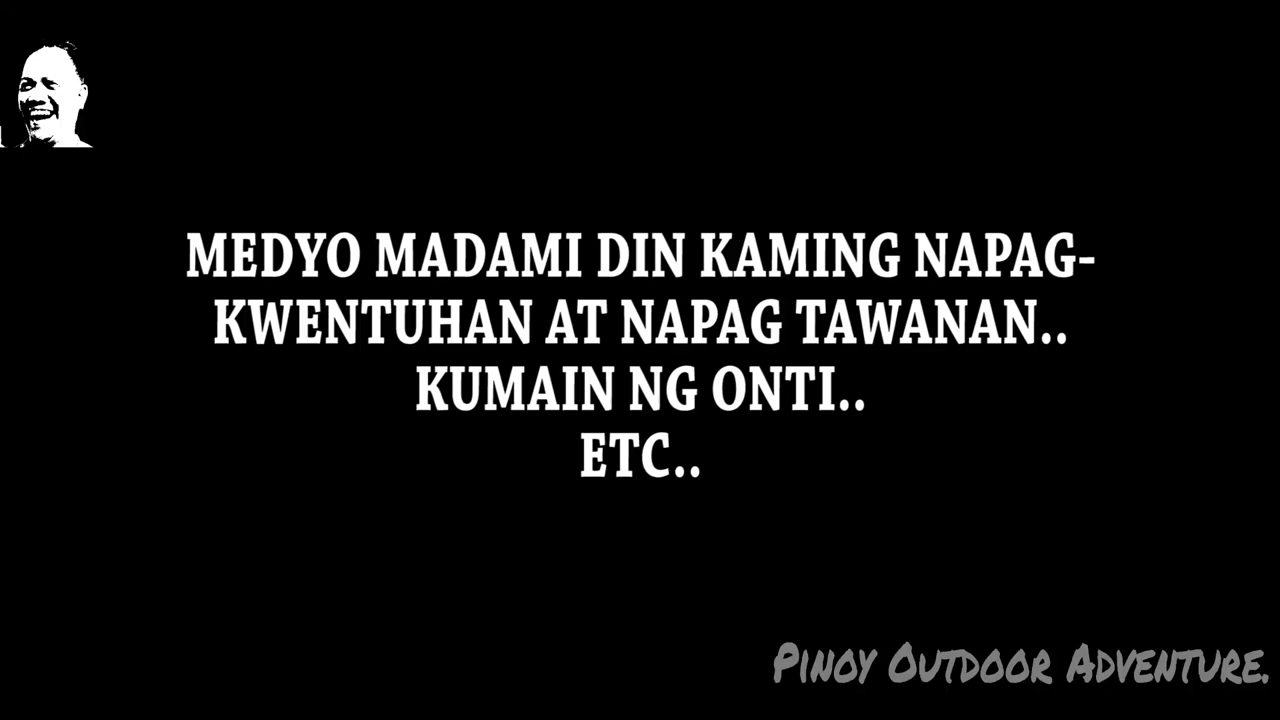 MEDYO MADAMI DIN KAMING NAPAG-
KWENTUHAN AT NAPAG TAWANAN..
KUMAIN NG ONTI..
ETC..
PINOY OUTDOOR ADVENTURE.